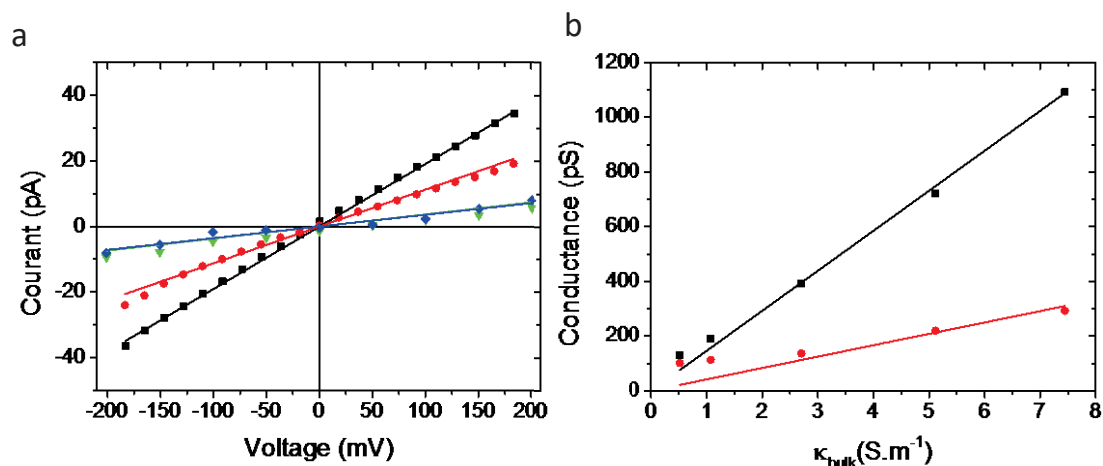 a
Courant (pA)
40
20
0
-20
-40
-200 -150 -100 -50 0 50 100 150 200
Voltage (mV)
b
Conductance (pS)
1200
1000
800
600
400
200
0
0 1 2 3 4 5 6 7 8
κbulk(S.m⁻¹)